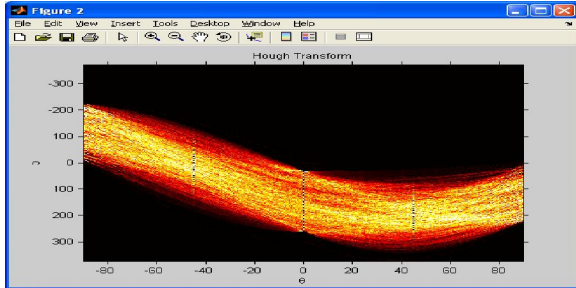 Figure 2
File Edit View Insert Tools Desktop Window Help
Hough Transform
-300
-200
100
0
100
200
300
-80 -60 -40 -20 0 20 40 60 80
θ